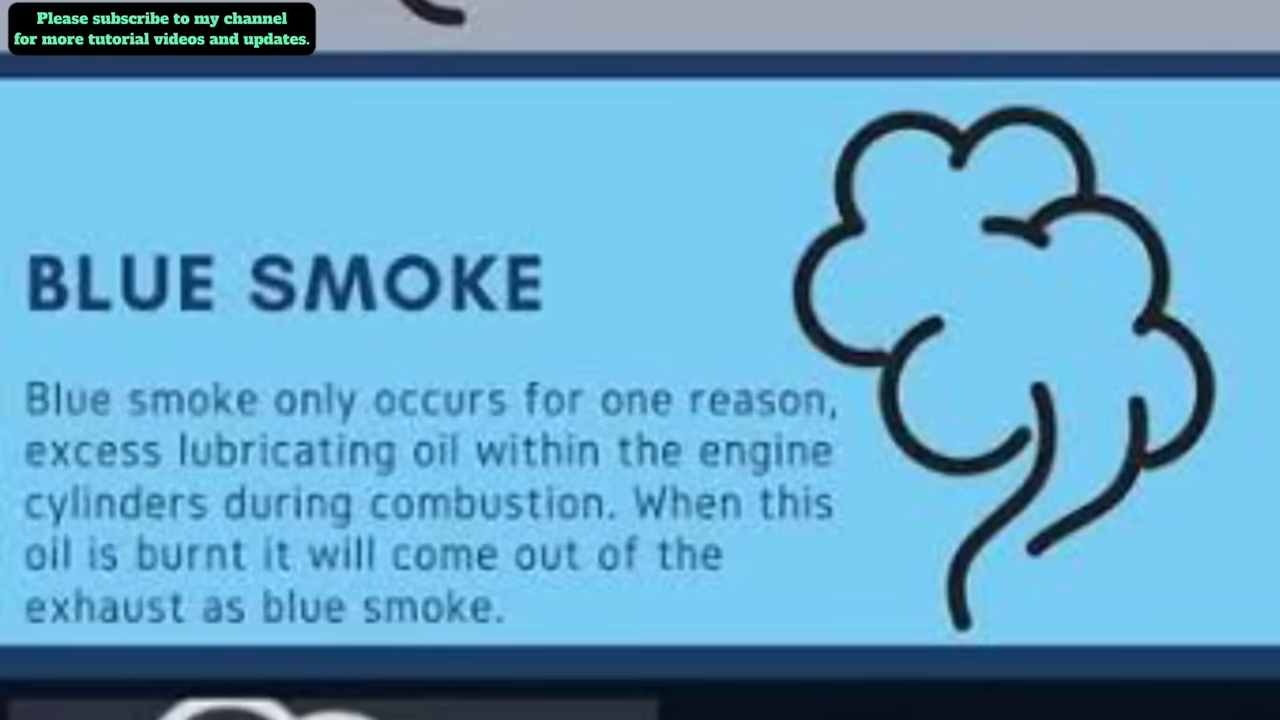 Please subscribe to my channel
for more tutorial videos and updates.
BLUE SMOKE
Blue smoke only occurs for one reason,
excess lubricating oil within the engine
cylinders during combustion. When this
oil is burnt it will come out of the
exhaust as blue smoke.